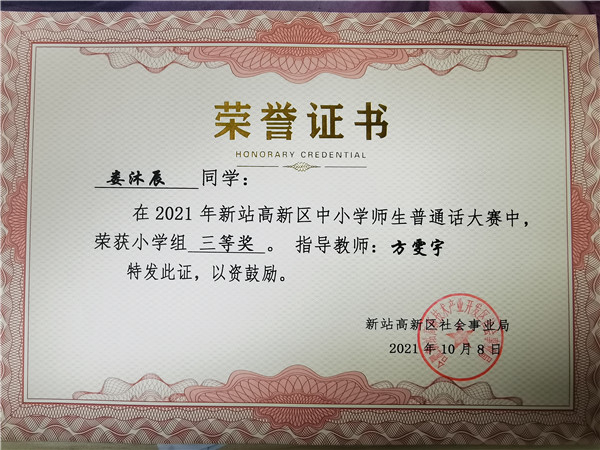 荣誉证书
HONORARY CREDENTIAL
娄沐辰 同学：
在2021年新站高新区中小学师生普通话大赛中，
荣获小学组 三等奖 。 指导教师：方雯宇
特发此证，以资鼓励。
新站高新区社会事业局
2021年10月8日